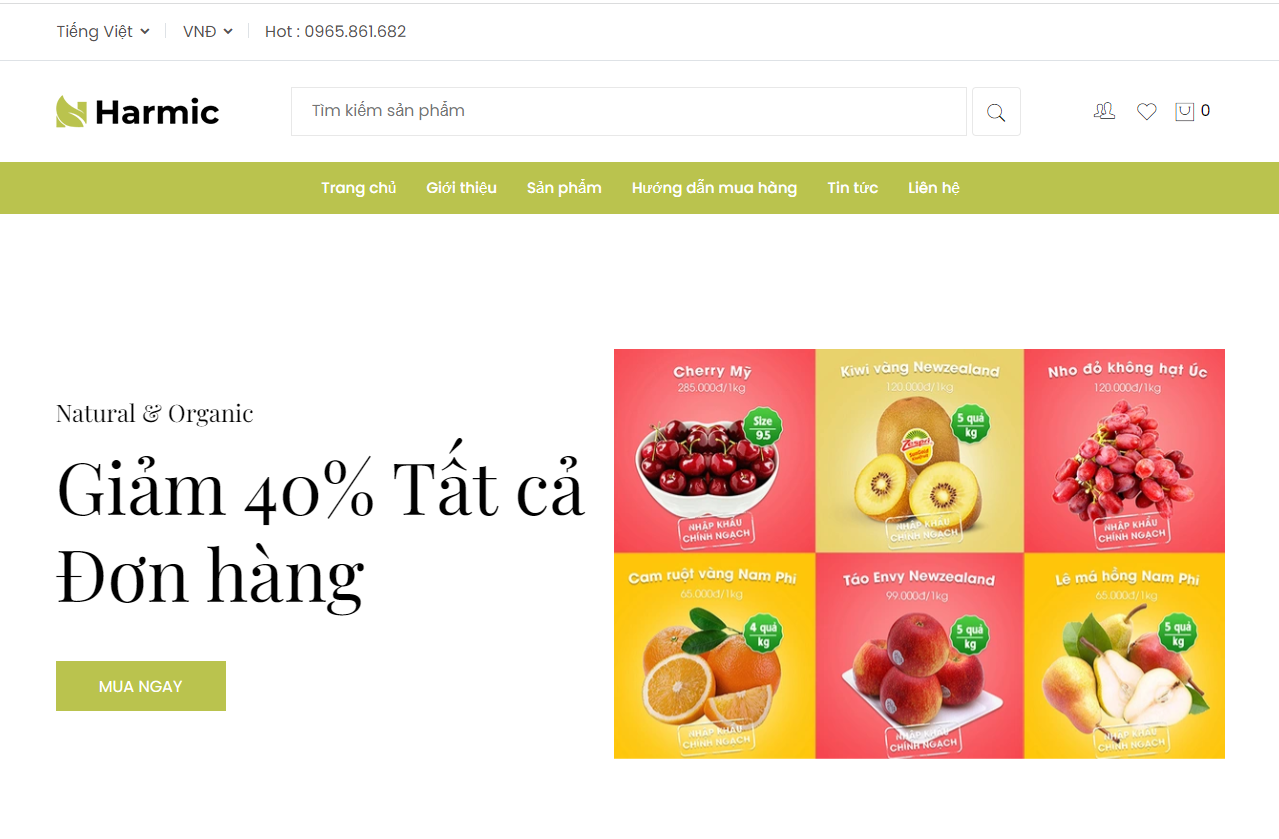 Tiếng Việt
VNĐ
Hot : 0965.861.682
Harmic
Tìm kiếm sản phẩm
0
Trang chủ
Giới thiệu
Sản phẩm
Hướng dẫn mua hàng
Tin tức
Liên hệ
Natural & Organic
Giảm 40% Tất cả
Đơn hàng
MUA NGAY
Cherry Mỹ
285.000đ/1kg
Size
9.5
NHẬP KHẨU
CHÍNH NGẠCH
Kiwi vàng Newzealand
120.000đ/1kg
5 quả
kg
Zespri
SunGold
NHẬP KHẨU
CHÍNH NGẠCH
Nho đỏ không hạt Úc
120.000đ/1kg
NHẬP KHẨU
CHÍNH NGẠCH
Cam ruột vàng Nam Phi
65.000đ/1kg
4 quả
kg
NHẬP KHẨU
CHÍNH NGẠCH
Táo Envy Newzealand
99.000đ/1kg
5 quả
kg
NHẬP KHẨU
CHÍNH NGẠCH
Lê má hồng Nam Phi
65.000đ/1kg
5 quả
kg
NHẬP KHẨU
CHÍNH NGẠCH